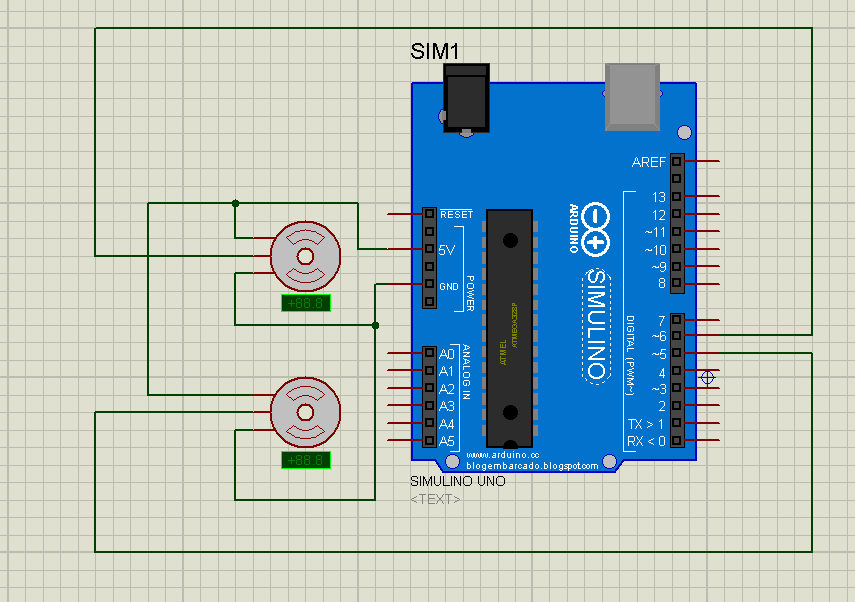 SIM1
AREF
13
12
~11
~10
~9
8
7
~6
~5
4
~3
2
TX > 1
RX < 0
DIGITAL (PWM~)
RESET
5V
GND
POWER
A0
A1
A2
A3
A4
A5
ANALOG IN
ARDUINO
SIMULINO
ATMEL
ATMEGA328P
www.arduino.cc
blogembarcado.blogspot.com
SIMULINO UNO
<TEXT>
+88.8
+88.8